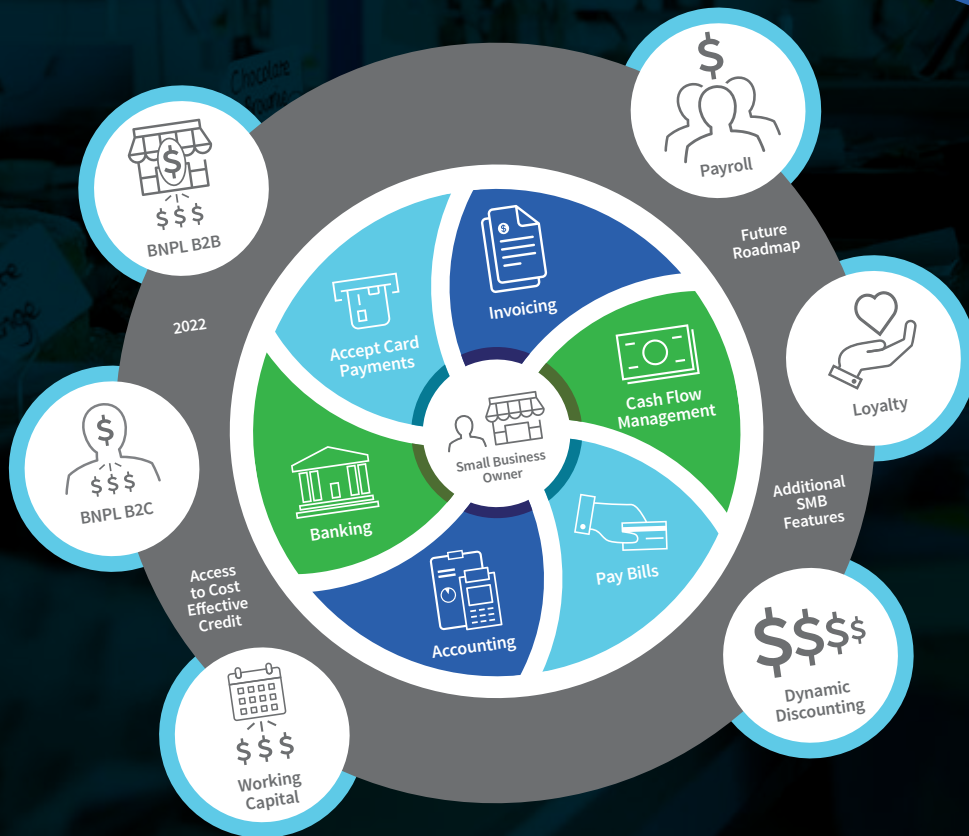 Chocolate
$
Payroll
$
$ $ $
BNPL B2B
Future
Roadmap
2022
$
Invoicing
Accept Card
Payments
Cash Flow
Management
Loyalty
Small Business
Owner
$
$ $ $
BNPL B2C
Banking
Additional
SMB
Features
Pay Bills
Access
to Cost
Effective
Credit
Accounting
$ $ $ $
Dynamic
Discounting
$ $ $
Working
Capital